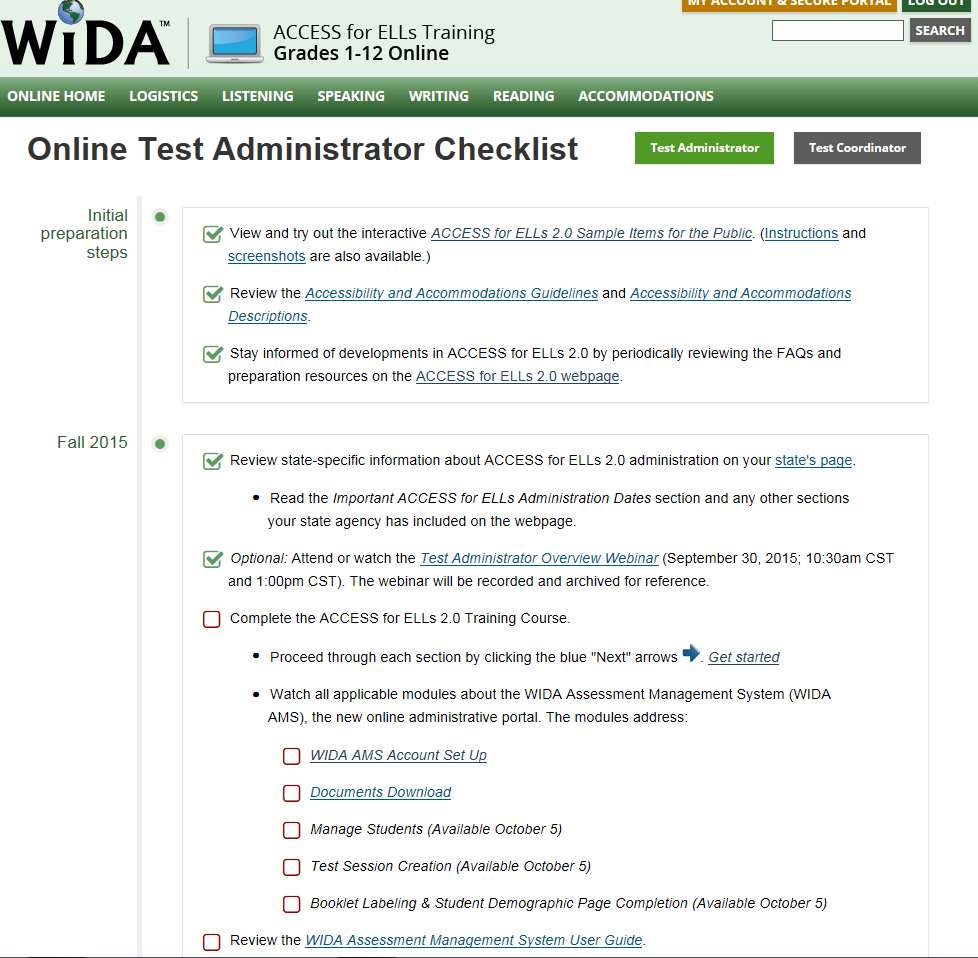 MY ACCOUNT & SECURE PORTAL LOG OUT
WIDA™
ACCESS for ELLs Training
Grades 1-12 Online
SEARCH
ONLINE HOME LOGISTICS LISTENING SPEAKING WRITING READING ACCOMMODATIONS
Online Test Administrator Checklist
Test Administrator Test Coordinator
Initial
preparation
steps
View and try out the interactive ACCESS for ELLs 2.0 Sample Items for the Public. (Instructions and
screenshots are also available.)
Review the Accessibility and Accommodations Guidelines and Accessibility and Accommodations
Descriptions.
Stay informed of developments in ACCESS for ELLs 2.0 by periodically reviewing the FAQs and
preparation resources on the ACCESS for ELLs 2.0 webpage.
Fall 2015
Review state-specific information about ACCESS for ELLs 2.0 administration on your state's page.
• Read the Important ACCESS for ELLs Administration Dates section and any other sections
your state agency has included on the webpage.
Optional: Attend or watch the Test Administrator Overview Webinar (September 30, 2015; 10:30am CST
and 1:00pm CST). The webinar will be recorded and archived for reference.
Complete the ACCESS for ELLs 2.0 Training Course.
• Proceed through each section by clicking the blue "Next" arrows . Get started
• Watch all applicable modules about the WIDA Assessment Management System (WIDA
AMS), the new online administrative portal. The modules address:
WIDA AMS Account Set Up
Documents Download
Manage Students (Available October 5)
Test Session Creation (Available October 5)
Booklet Labeling & Student Demographic Page Completion (Available October 5)
Review the WIDA Assessment Management System User Guide.